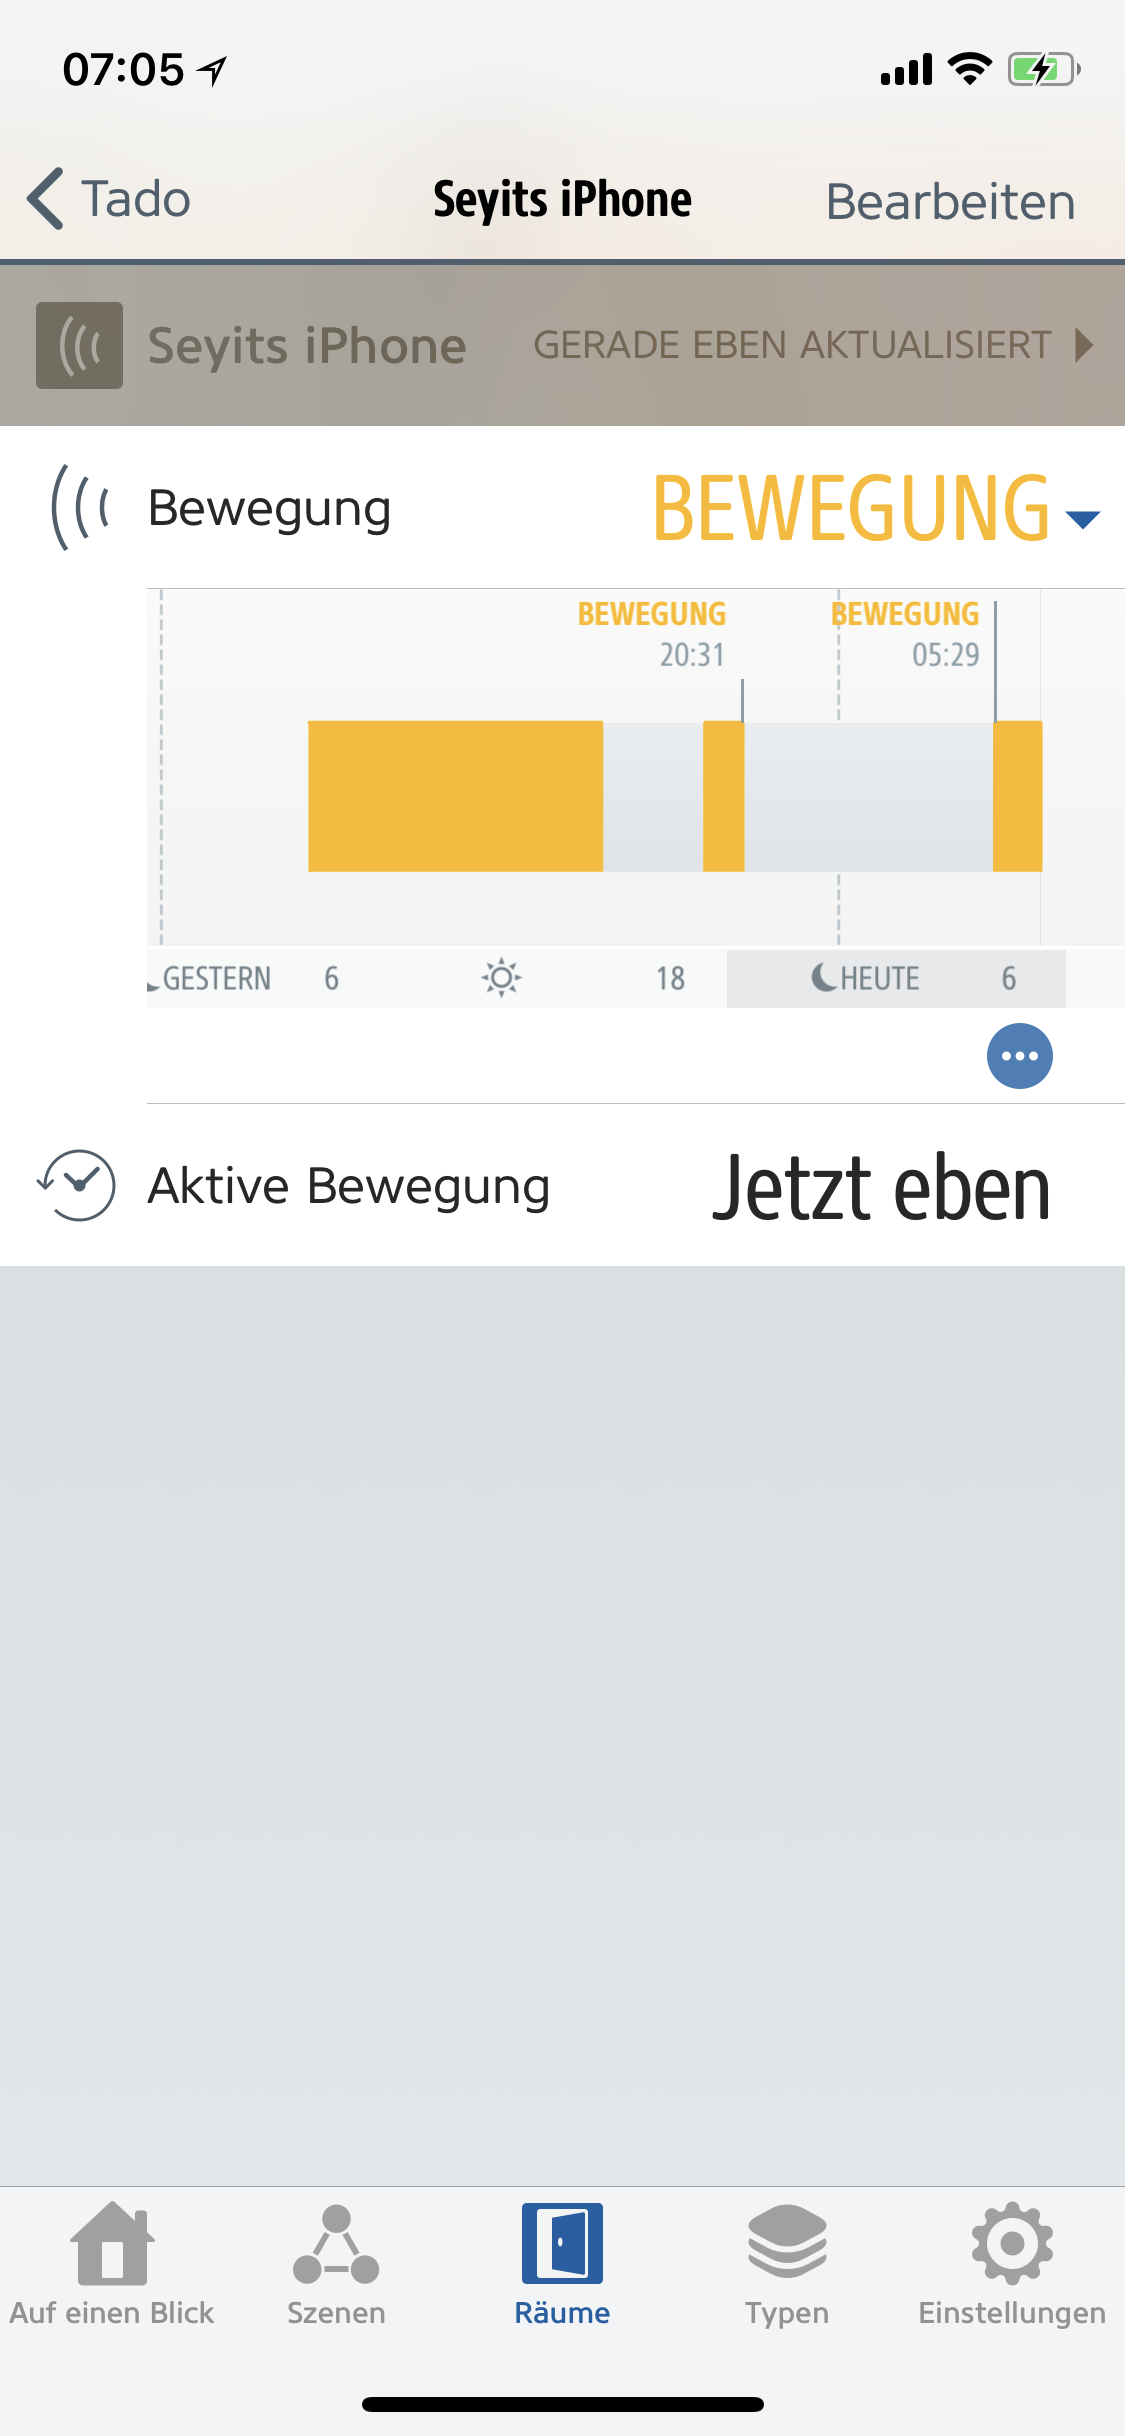 07:05
Tado
Seyits iPhone
Bearbeiten
Seyits iPhone
GERADE EBEN AKTUALISIERT
Bewegung
BEWEGUNG
BEWEGUNG
20:31
BEWEGUNG
05:29
GESTERN
6
18
HEUTE
6
Aktive Bewegung
Jetzt eben
Auf einen Blick
Szenen
Räume
Typen
Einstellungen